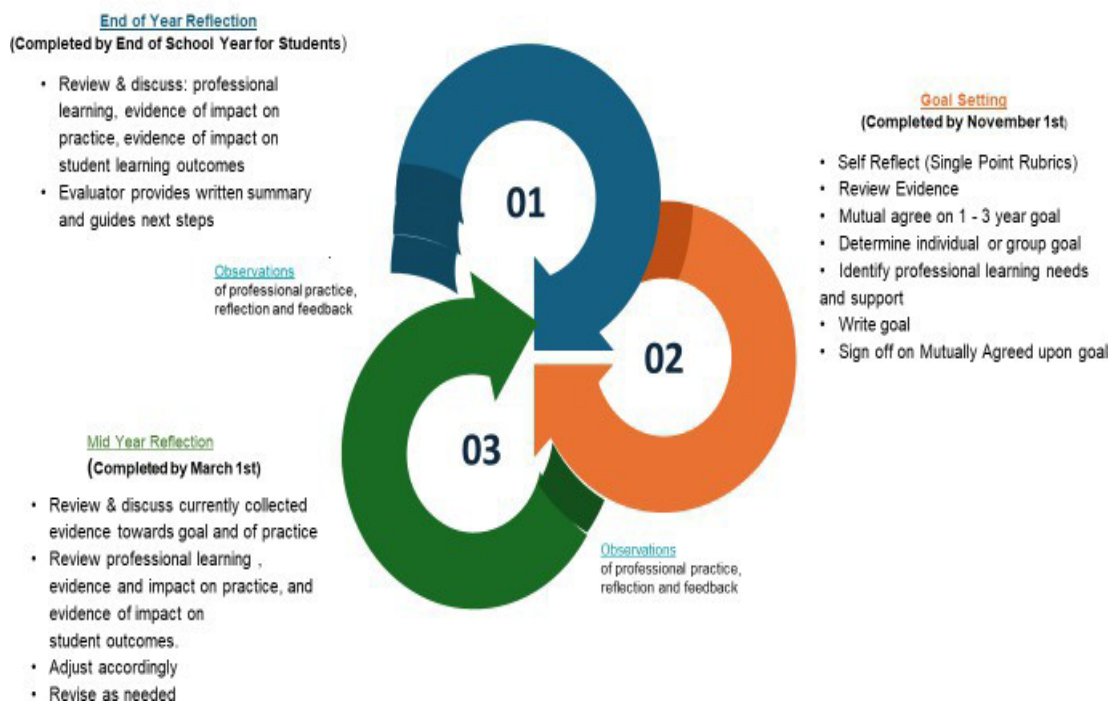 End of Year Reflection
(Completed by End of School Year for Students)
• Review & discuss: professional
learning, evidence of impact on
practice, evidence of impact on
student learning outcomes
• Evaluator provides written summary
and guides next steps
Observations
of professional practice,
reflection and feedback
01
Goal Setting
(Completed by November 1st)
• Self Reflect (Single Point Rubrics)
• Review Evidence
• Mutual agree on 1 - 3 year goal
• Determine individual or group goal
• Identify professional learning needs
and support
• Write goal
• Sign off on Mutually Agreed upon goal
02
03
Mid Year Reflection
(Completed by March 1st)
• Review & discuss currently collected
evidence towards goal and of practice
• Review professional learning ,
evidence and impact on practice, and
evidence of impact on
student outcomes.
• Adjust accordingly
• Revise as needed
Observations
of professional practice,
reflection and feedback